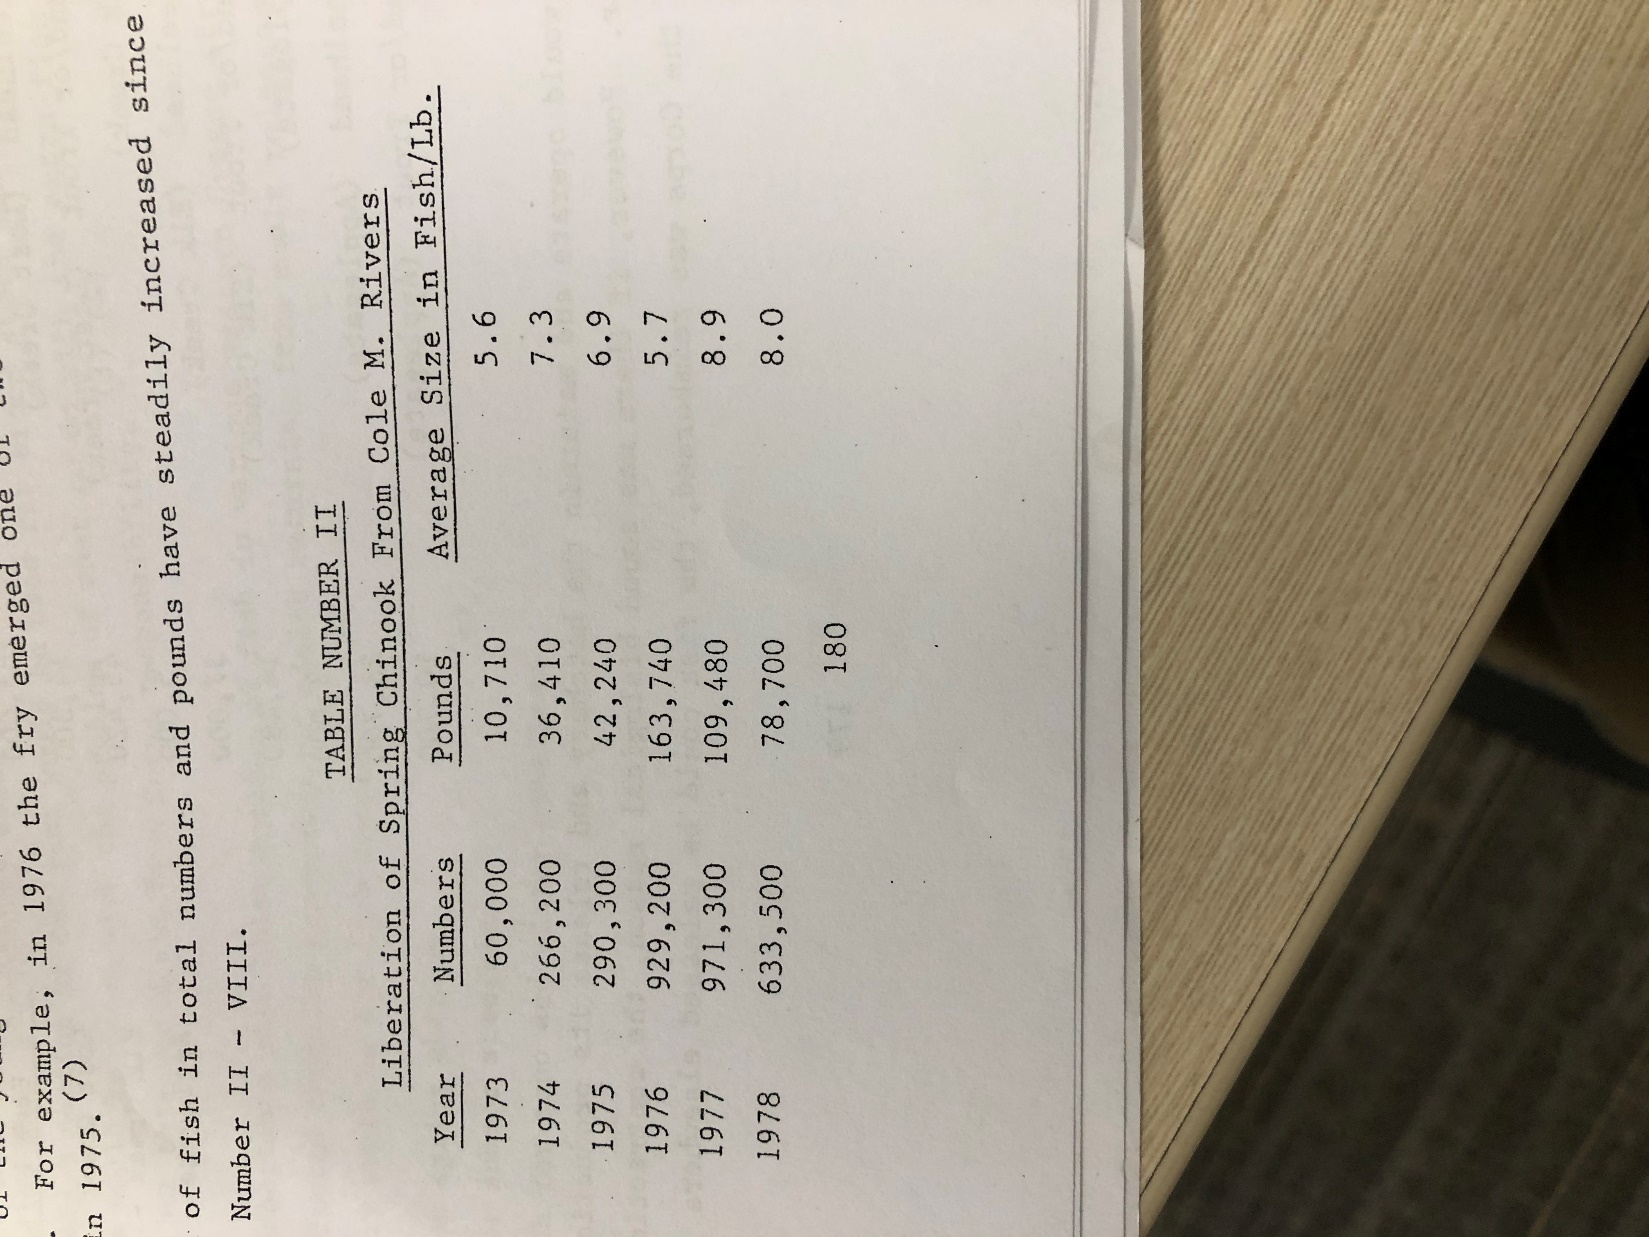 For example, in 1976 the fry emerged one of
in 1975.(7)
of fish in total numbers and pounds have steadily increased since
Number II - VIII.
TABLE NUMBER II
Liberation of Spring Chinook From Cole M. Rivers
Year Numbers Pounds Average Size in Fish/Lb.
1973 60,000 10,710 5.6
1974 266,200 36,410 7.3
1975 290,300 42,240 6.9
1976 929,200 163,740 5.7
1977 971,300 109,480 8.9
1978 633,500 78,700 8.0
180